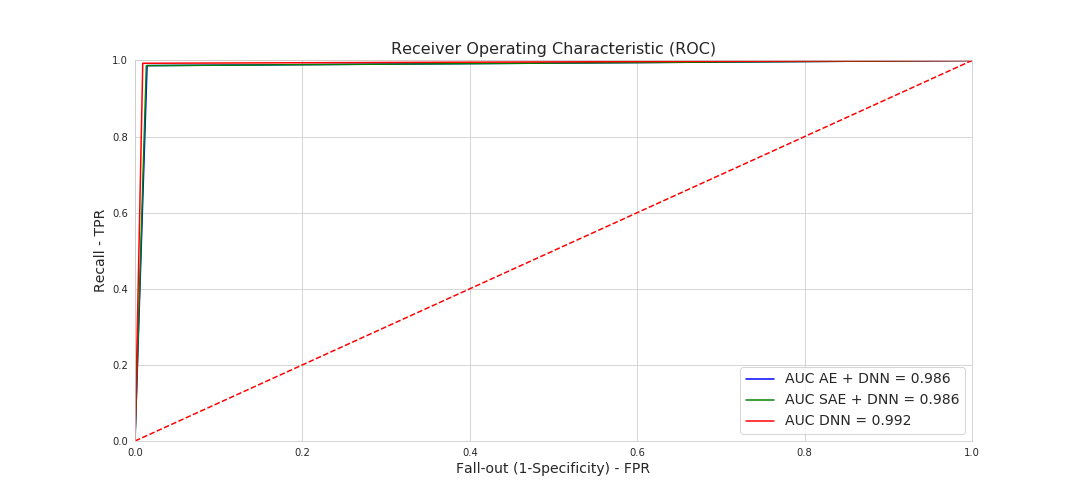 Receiver Operating Characteristic (ROC)
1.0
0.8
0.6
0.4
0.2
0.0
Recall - TPR
0.0 0.2 0.4 0.6 0.8 1.0
Fall-out (1-Specificity) - FPR
AUC AE + DNN = 0.986
AUC SAE + DNN = 0.986
AUC DNN = 0.992